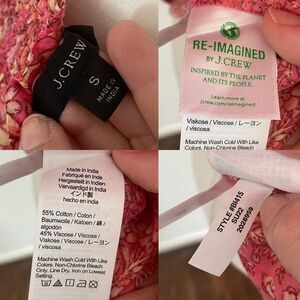 J.CREW
S
MADE IN
INDIA
RE-IMAGINED
BY J.CREW
INSPIRED BY THE PLANET
AND ITS PEOPLE.
Learn more at
jcrew.com/reimagined
Viskose / Viscose / レーヨン
/ viscosa
Machine Wash Cold With Like
Colors. Non-Chlorine Bleach
Made in India
Fabriqué en Inde
Hergestellt in Indien
Vervaardigd in India
インド製
hecho en India
55% Cotton / Coton /
Baumwolle / Katoen / 綿 /
algodón
45% Viscose / Viscose /
Viskose / Viscose / レーヨン
/ viscosa
Machine Wash Cold With Like
Colors. Non-Chlorine Bleach
Only. Line Dry. Iron on Lowest
Setting.
STYLE #BI415
SU22
2026959